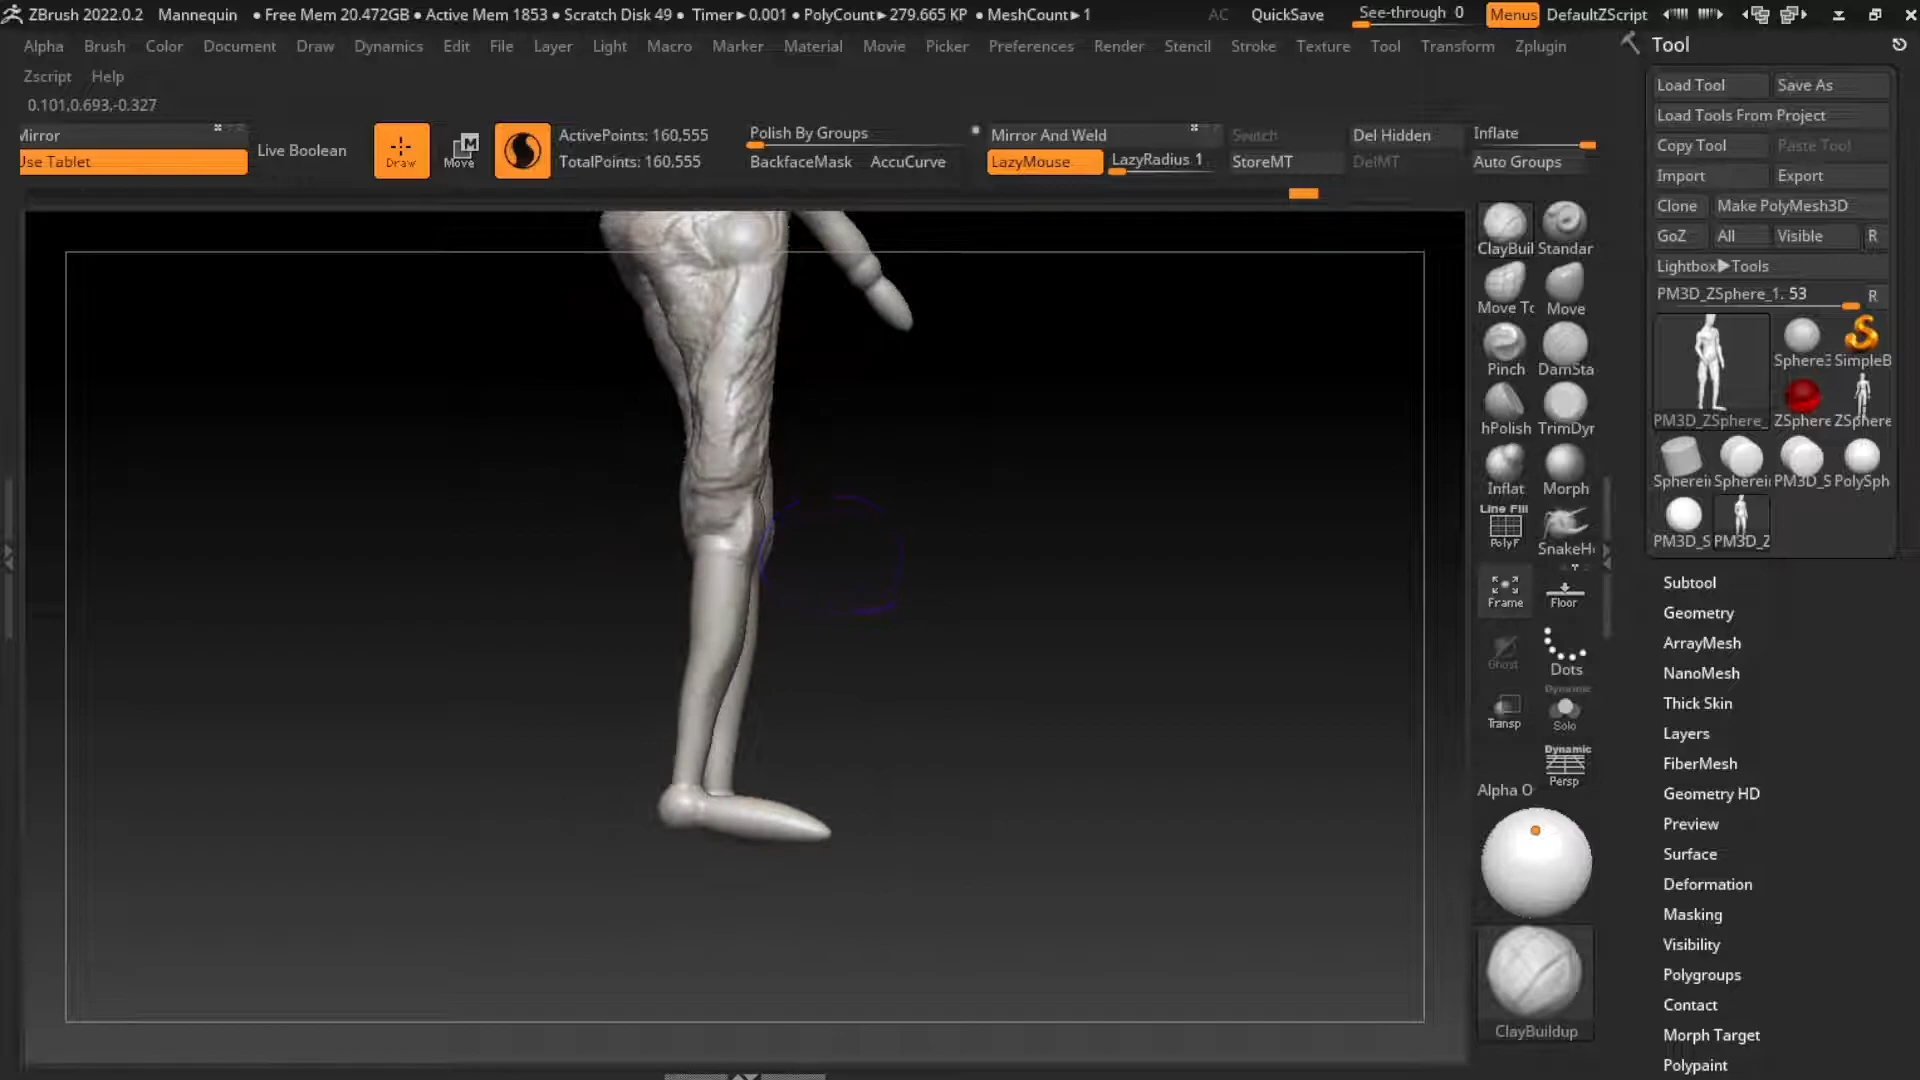 ZBrush 2022.0.2 Mannequin • Free Mem 20.472GB • Active Mem 1853 • Scratch Disk 49 • Timer▶0.001 • PolyCount▶279.665 KP • MeshCount▶1 AC QuickSave See-through 0 Menus DefaultZScript
Alpha Brush Color Document Draw Dynamics Edit File Layer Light Macro Marker Material Movie Picker Preferences Render Stencil Stroke Texture Tool Transform Zplugin
Zscript Help
0.101,0.693,-0.327
Mirror
Use Tablet
Live Boolean
Draw
Move
ActivePoints: 160,555
TotalPoints: 160,555
Polish By Groups
BackfaceMask AccuCurve
Mirror And Weld
LazyMouse LazyRadius 1
Switch
StoreMT
Del Hidden
DelMT
Inflate
Auto Groups
ClayBuil Standar
Move To Move
Pinch DamSta
hPolish TrimDyn
Inflat Morph
Line Fill
PolyF
SnakeH
Frame Floor
Ghost
Dots
Transp
Dynamic
Solo
Dynamic
Persp
Alpha O
ClayBuildup
Tool
Load Tool Save As
Load Tools From Project
Copy Tool Paste Tool
Import Export
Clone Make PolyMesh3D
GoZ All Visible R
Lightbox▶Tools
PM3D_ZSphere_1. 53 R
Sphere3 SimpleB
PM3D_ZSphere_ ZSphere ZSphere
Spherein Spherein PM3D_S PolySph
PM3D_S PM3D_Z
Subtool
Geometry
ArrayMesh
NanoMesh
Thick Skin
Layers
FiberMesh
Geometry HD
Preview
Surface
Deformation
Masking
Visibility
Polygroups
Contact
Morph Target
Polypaint